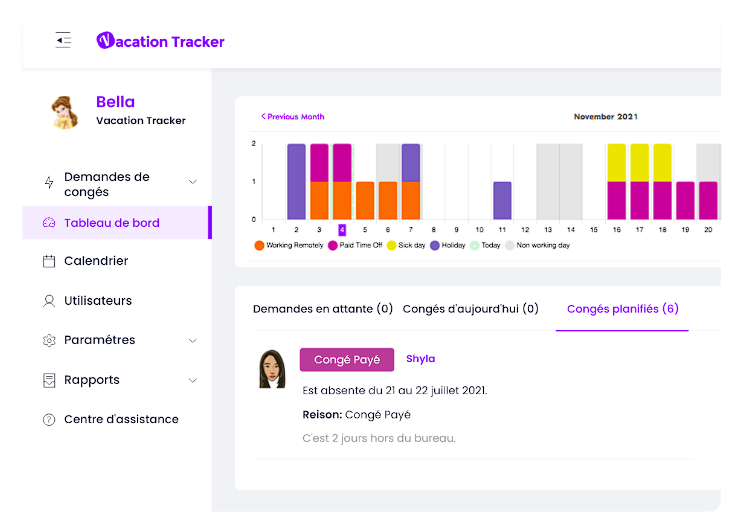 Vacation Tracker
Bella
Vacation Tracker
Demandes de
congés
Tableau de bord
Calendrier
Utilisateurs
Paramétres
Rapports
Centre d'assistance
Previous Month
November 2021
2
1
0
1 2 3 4 5 6 7 8 9 10 11 12 13 14 15 16 17 18 19 20
Working Remotely Paid Time Off Sick day Holiday Today Non working day
Demandes en attante (0) Congés d'aujourd'hui (0) Congés planifiés (6)
Congé Payé Shyla
Est absente du 21 au 22 juillet 2021.
Reison: Congé Payé
C'est 2 jours hors du bureau.